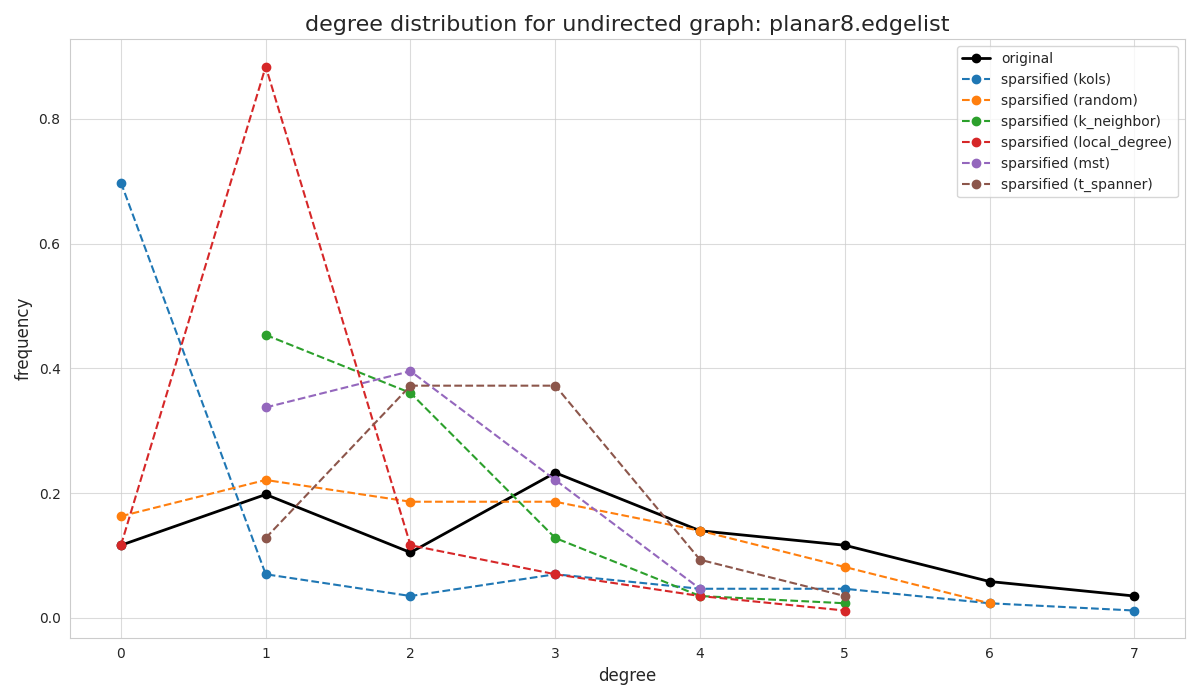 degree distribution for undirected graph: planar8.edgelist
original
sparsified (kols)
sparsified (random)
sparsified (k_neighbor)
sparsified (local_degree)
sparsified (mst)
sparsified (t_spanner)
frequency
0.8
0.6
0.4
0.2
0.0
0 1 2 3 4 5 6 7
degree